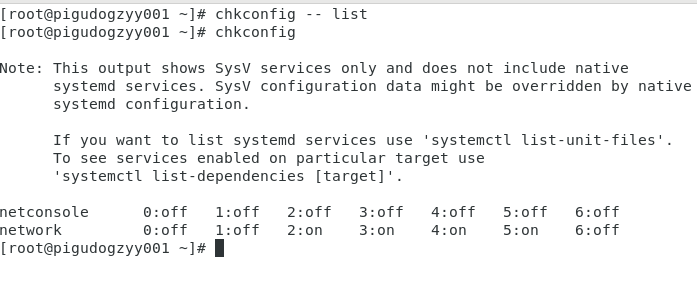 [root@pigudogzyy001 ~]# chkconfig -- list
[root@pigudogzyy001 ~]# chkconfig
Note: This output shows SysV services only and does not include native
systemd services. SysV configuration data might be overridden by native
systemd configuration.
If you want to list systemd services use 'systemctl list-unit-files'.
To see services enabled on particular target use
'systemctl list-dependencies [target]'.
netconsole 0:off 1:off 2:off 3:off 4:off 5:off 6:off
network 0:off 1:off 2:on 3:on 4:on 5:on 6:off
[root@pigudogzyy001 ~]#